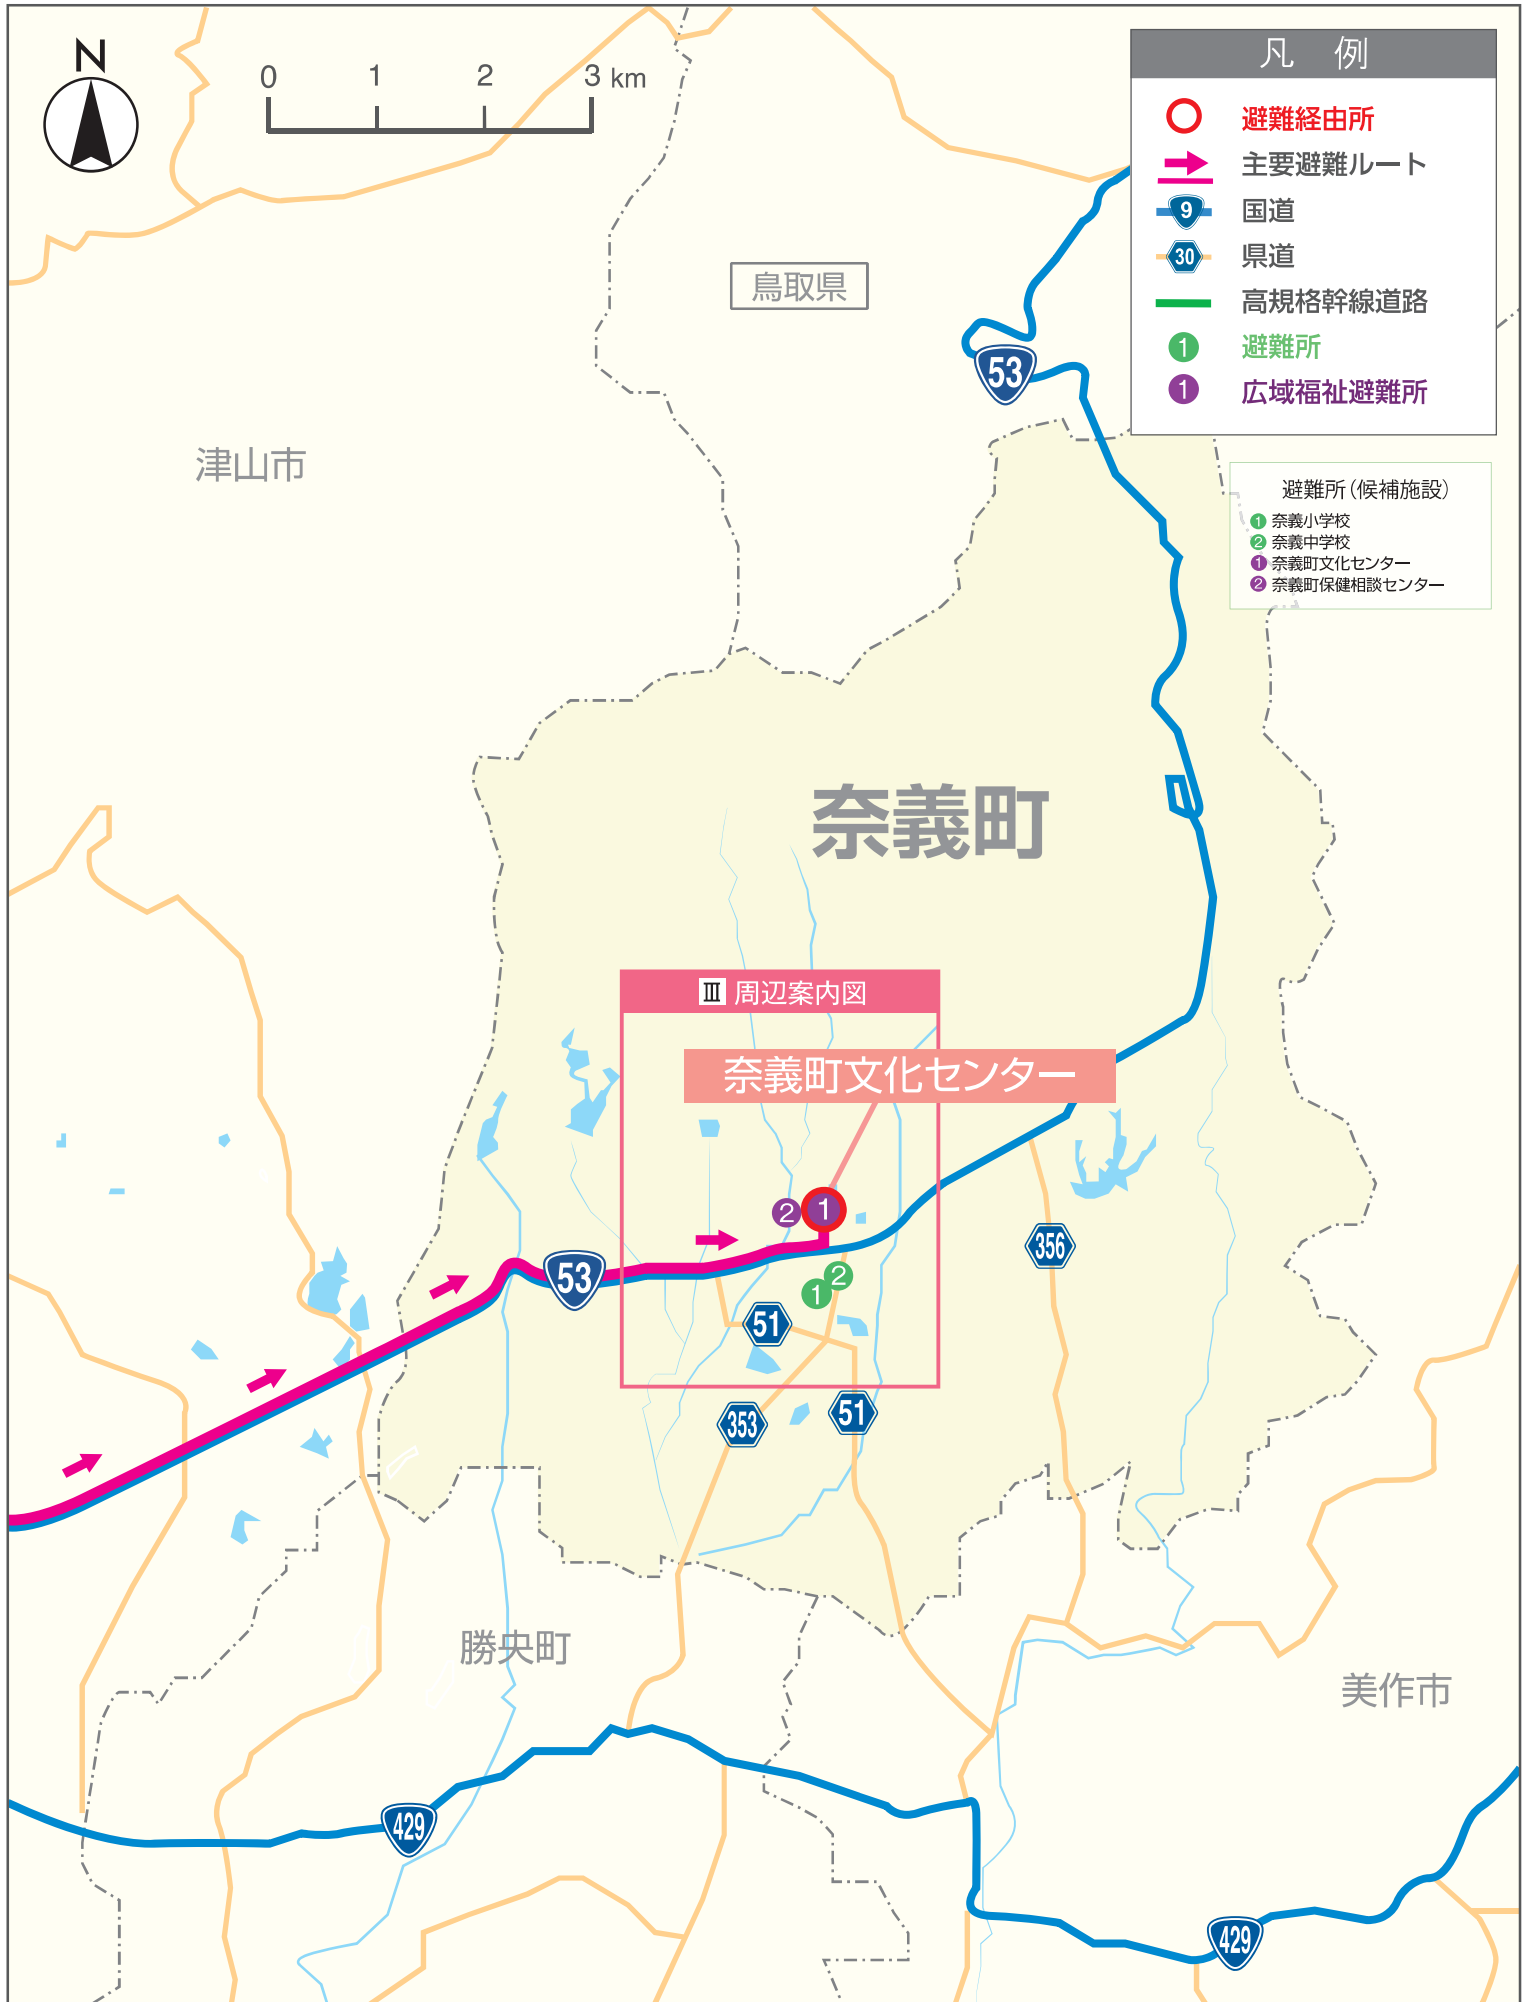 N
0 1 2 3 km
凡 例
避難経由所
主要避難ルート
9 国道
30 県道
高規格幹線道路
1 避難所
1 広域福祉避難所
鳥取県
53
津山市
避難所(候補施設)
1 奈義小学校
2 奈義中学校
1 奈義町文化センター
2 奈義町保健相談センター
奈義町
Ⅲ 周辺案内図
奈義町文化センター
2 1
356
53
2
1
51
353
51
勝央町
美作市
429
429